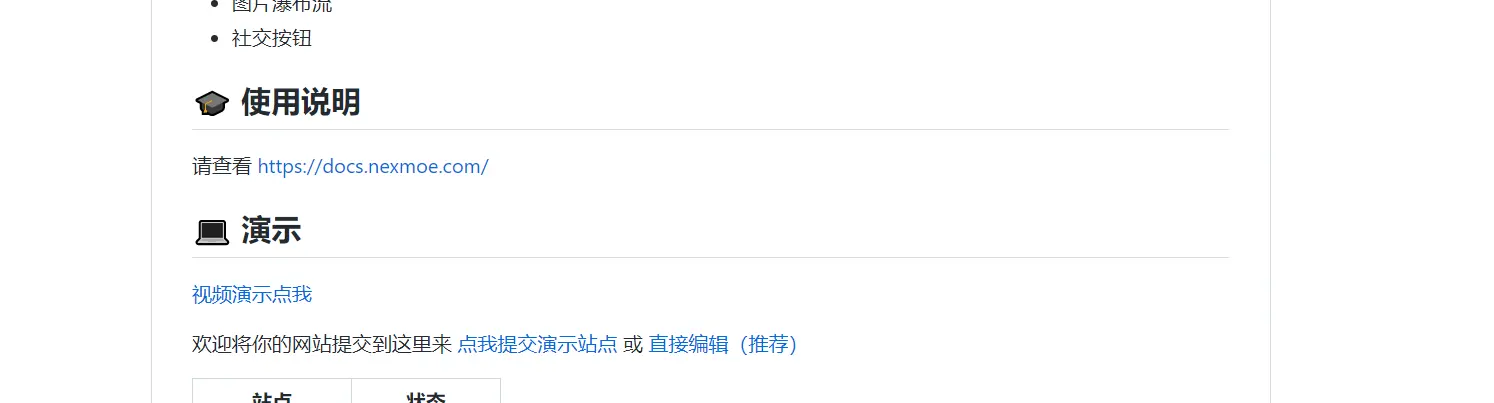 图片瀑布流
社交按钮
使用说明
请查看 https://docs.nexmoe.com/
演示
视频演示点我
欢迎将你的网站提交到这里来 点我提交演示站点 或 直接编辑（推荐）
站点 状态